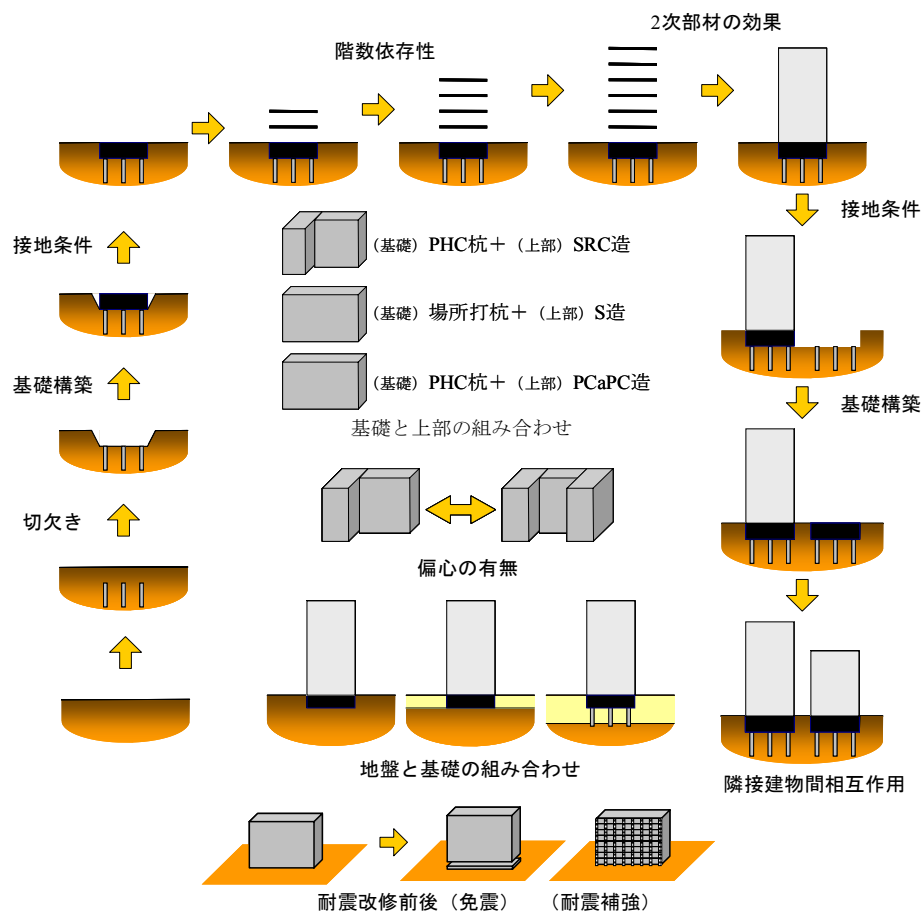 2次部材の効果
階数依存性
接地条件
接地条件
（基礎）PHC杭＋（上部）SRC造
（基礎）場所打杭＋（上部）S造
基礎構築
（基礎）PHC杭＋（上部）PCaPC造
基礎構築
基礎と上部の組み合わせ
切欠き
偏心の有無
地盤と基礎の組み合わせ
隣接建物間相互作用
耐震改修前後（免震）　（耐震補強）